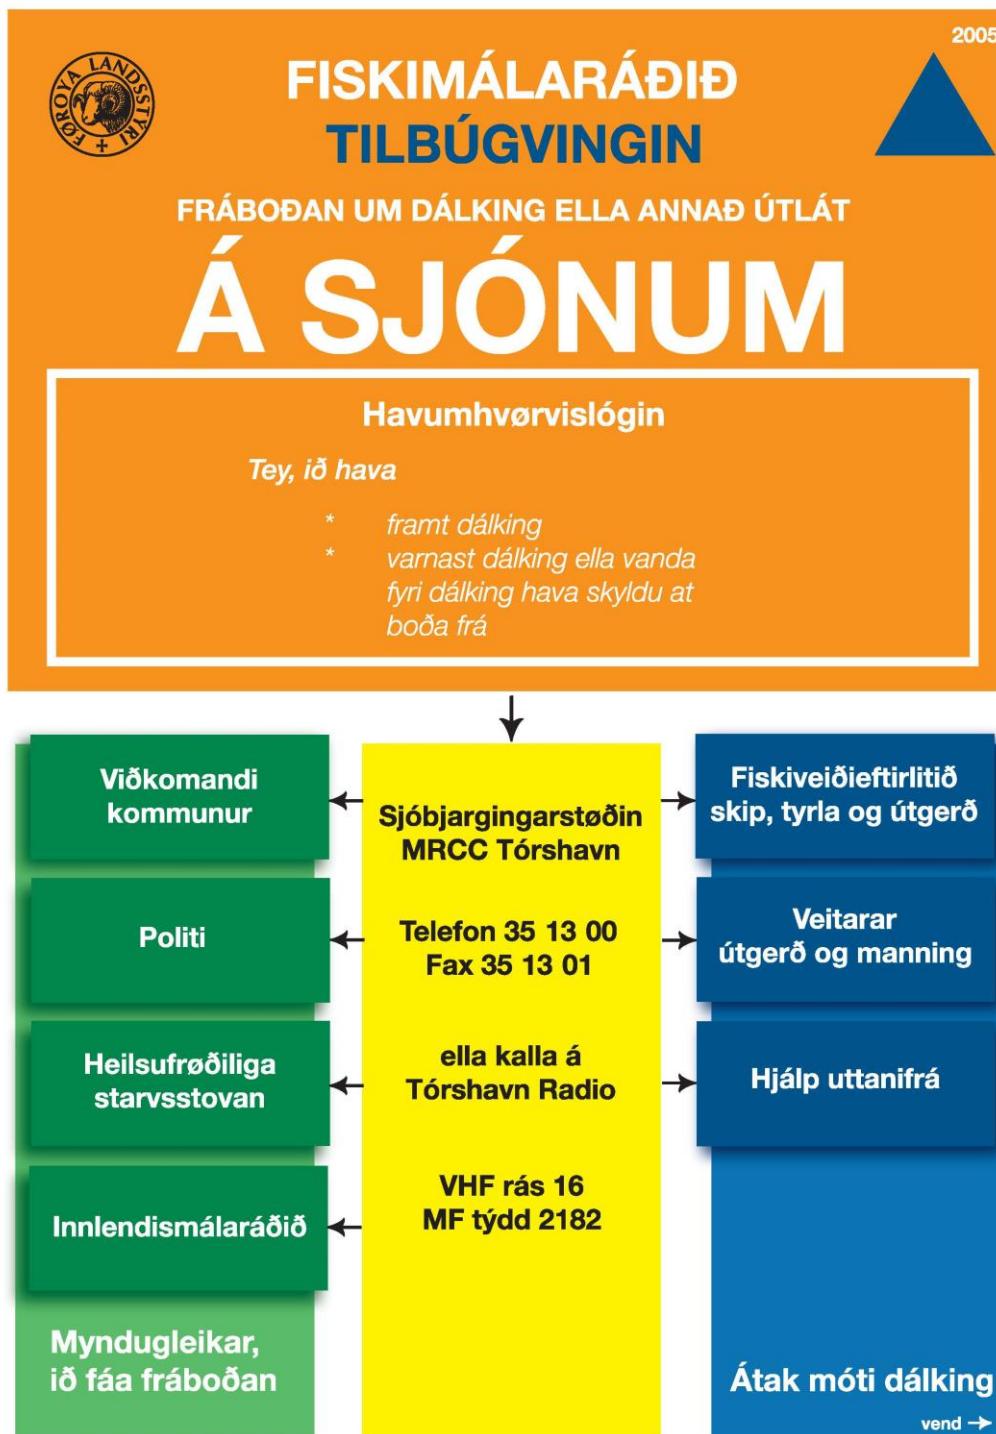 2005
FØROYA LANDSSTÝRI
FISKIMÁLARÁÐIÐ
TILBÚGVINGIN
FRÁBOÐAN UM DÁLKING ELLA ANNAÐ ÚTLÁT
Á SJÓNUM
Havumhvørvislógin
Tey, ið hava
* framt dálking
* varnast dálking ella vanda
fyri dálking hava skyldu at
boða frá
Viðkomandi
kommunur
Politi
Heilsufrøðiliga
starvsstovan
Innlendismálaráðið
Myndugleikar,
ið fáa fráboðan
Sjóbjargingarstøðin
MRCC Tórshavn
Telefon 35 13 00
Fax 35 13 01
ella kalla á
Tórshavn Radio
VHF rás 16
MF týdd 2182
Fiskiveiðieftirlitið
skip, tyrla og útgerð
Veitarar
útgerð og manning
Hjálp uttanifrá
Átak móti dálking
vend →